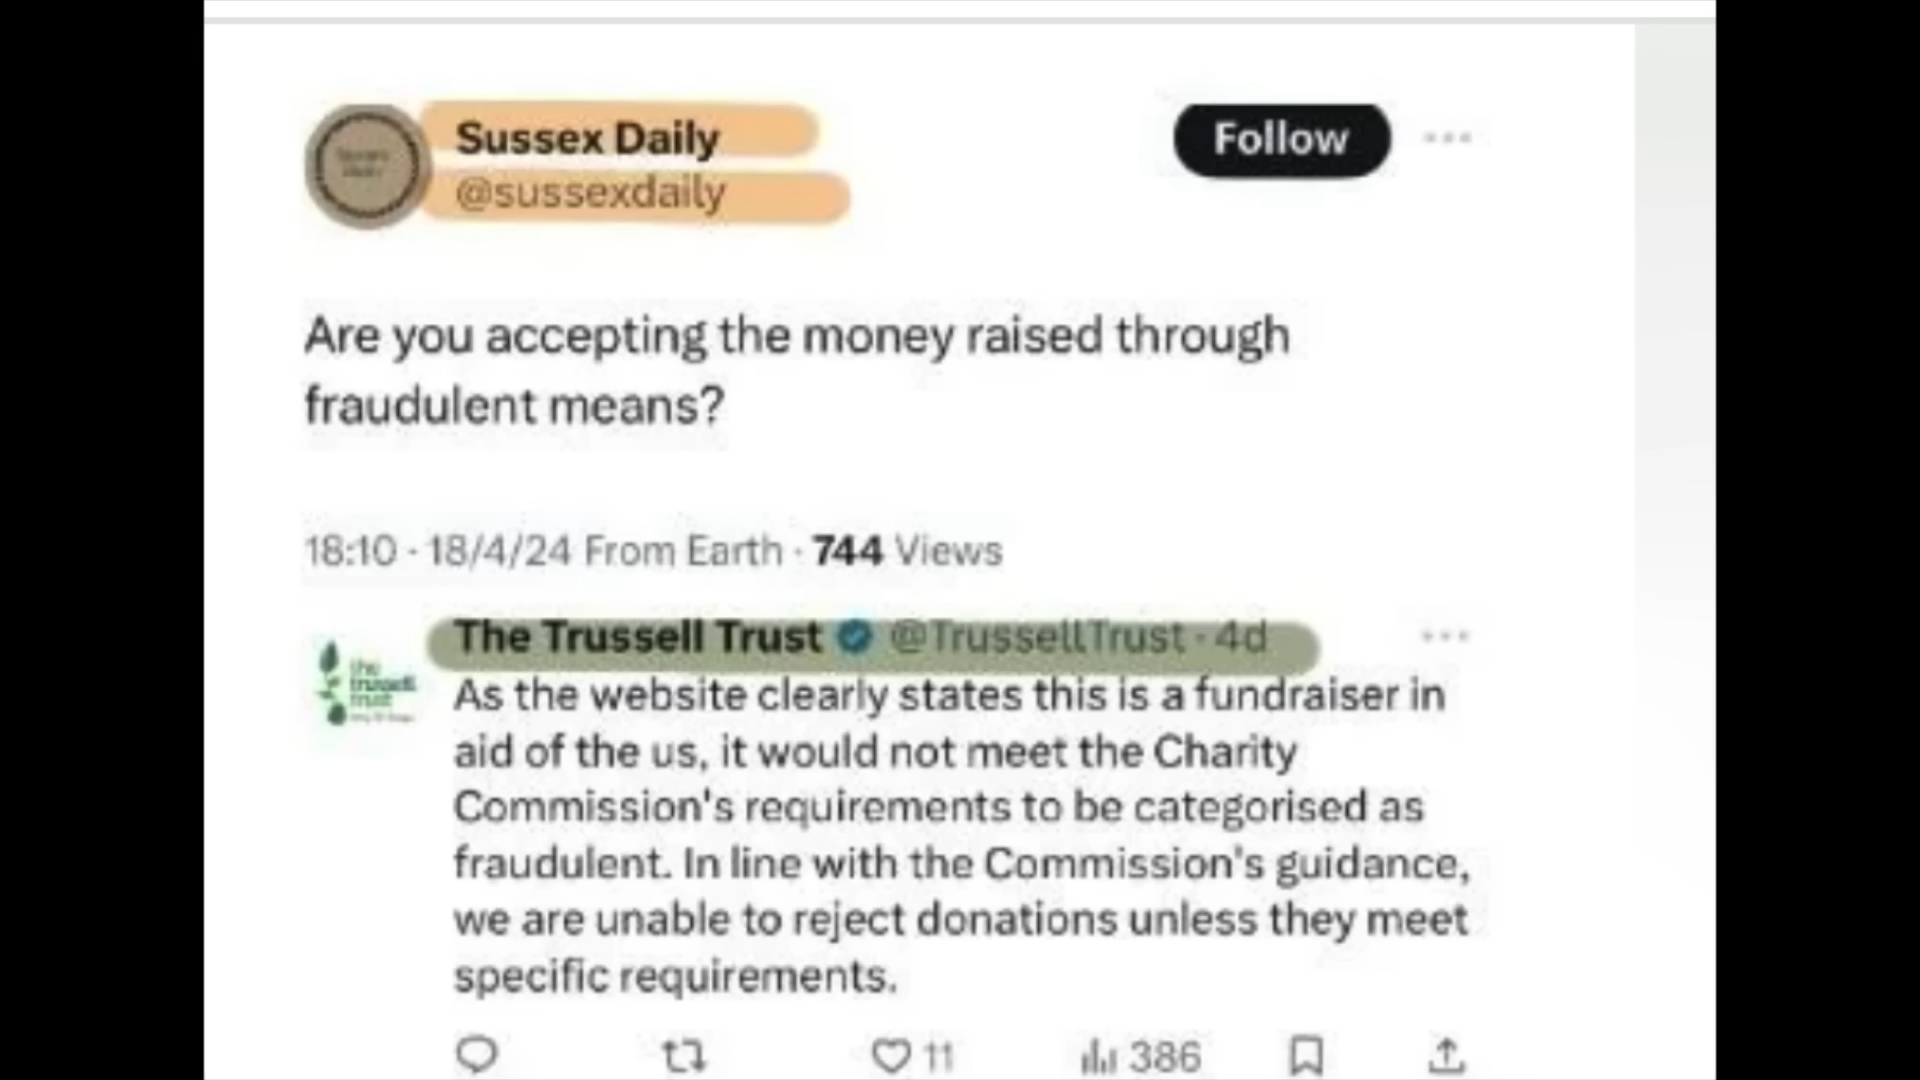 Sussex Daily
@sussexdaily
Follow
Are you accepting the money raised through
fraudulent means?
18:10 · 18/4/24 From Earth · 744 Views
The Trussell Trust @TrussellTrust · 4d
the
trussell
trust
As the website clearly states this is a fundraiser in
aid of the us, it would not meet the Charity
Commission's requirements to be categorised as
fraudulent. In line with the Commission's guidance,
we are unable to reject donations unless they meet
specific requirements.
11
386